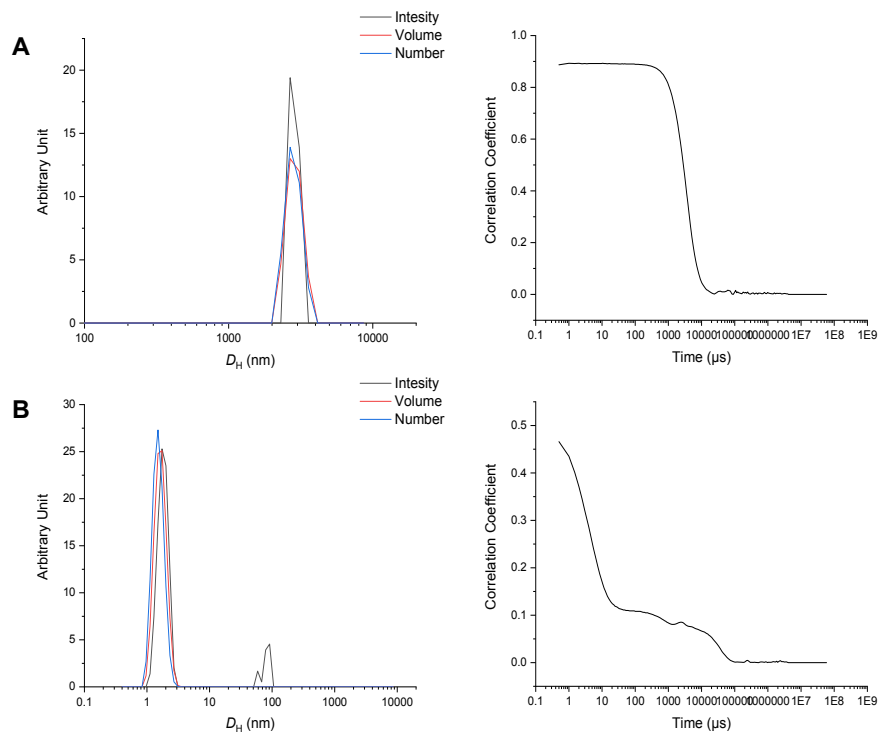 A
Intesity
Volume
Number
Arbitrary Unit
20
15
10
5
0
100
1000
10000
D_H (nm)
Correlation Coefficient
1.0
0.8
0.6
0.4
0.2
0.0
0.1
1
10
100
1000
10000
100000
1000000
1E7
1E8
1E9
Time (µs)
B
Intesity
Volume
Number
Arbitrary Unit
30
25
20
15
10
5
0
0.1
1
10
100
1000
10000
D_H (nm)
Correlation Coefficient
0.5
0.4
0.3
0.2
0.1
0.0
0.1
1
10
100
1000
10000
100000
1000000
1E7
1E8
1E9
Time (µs)